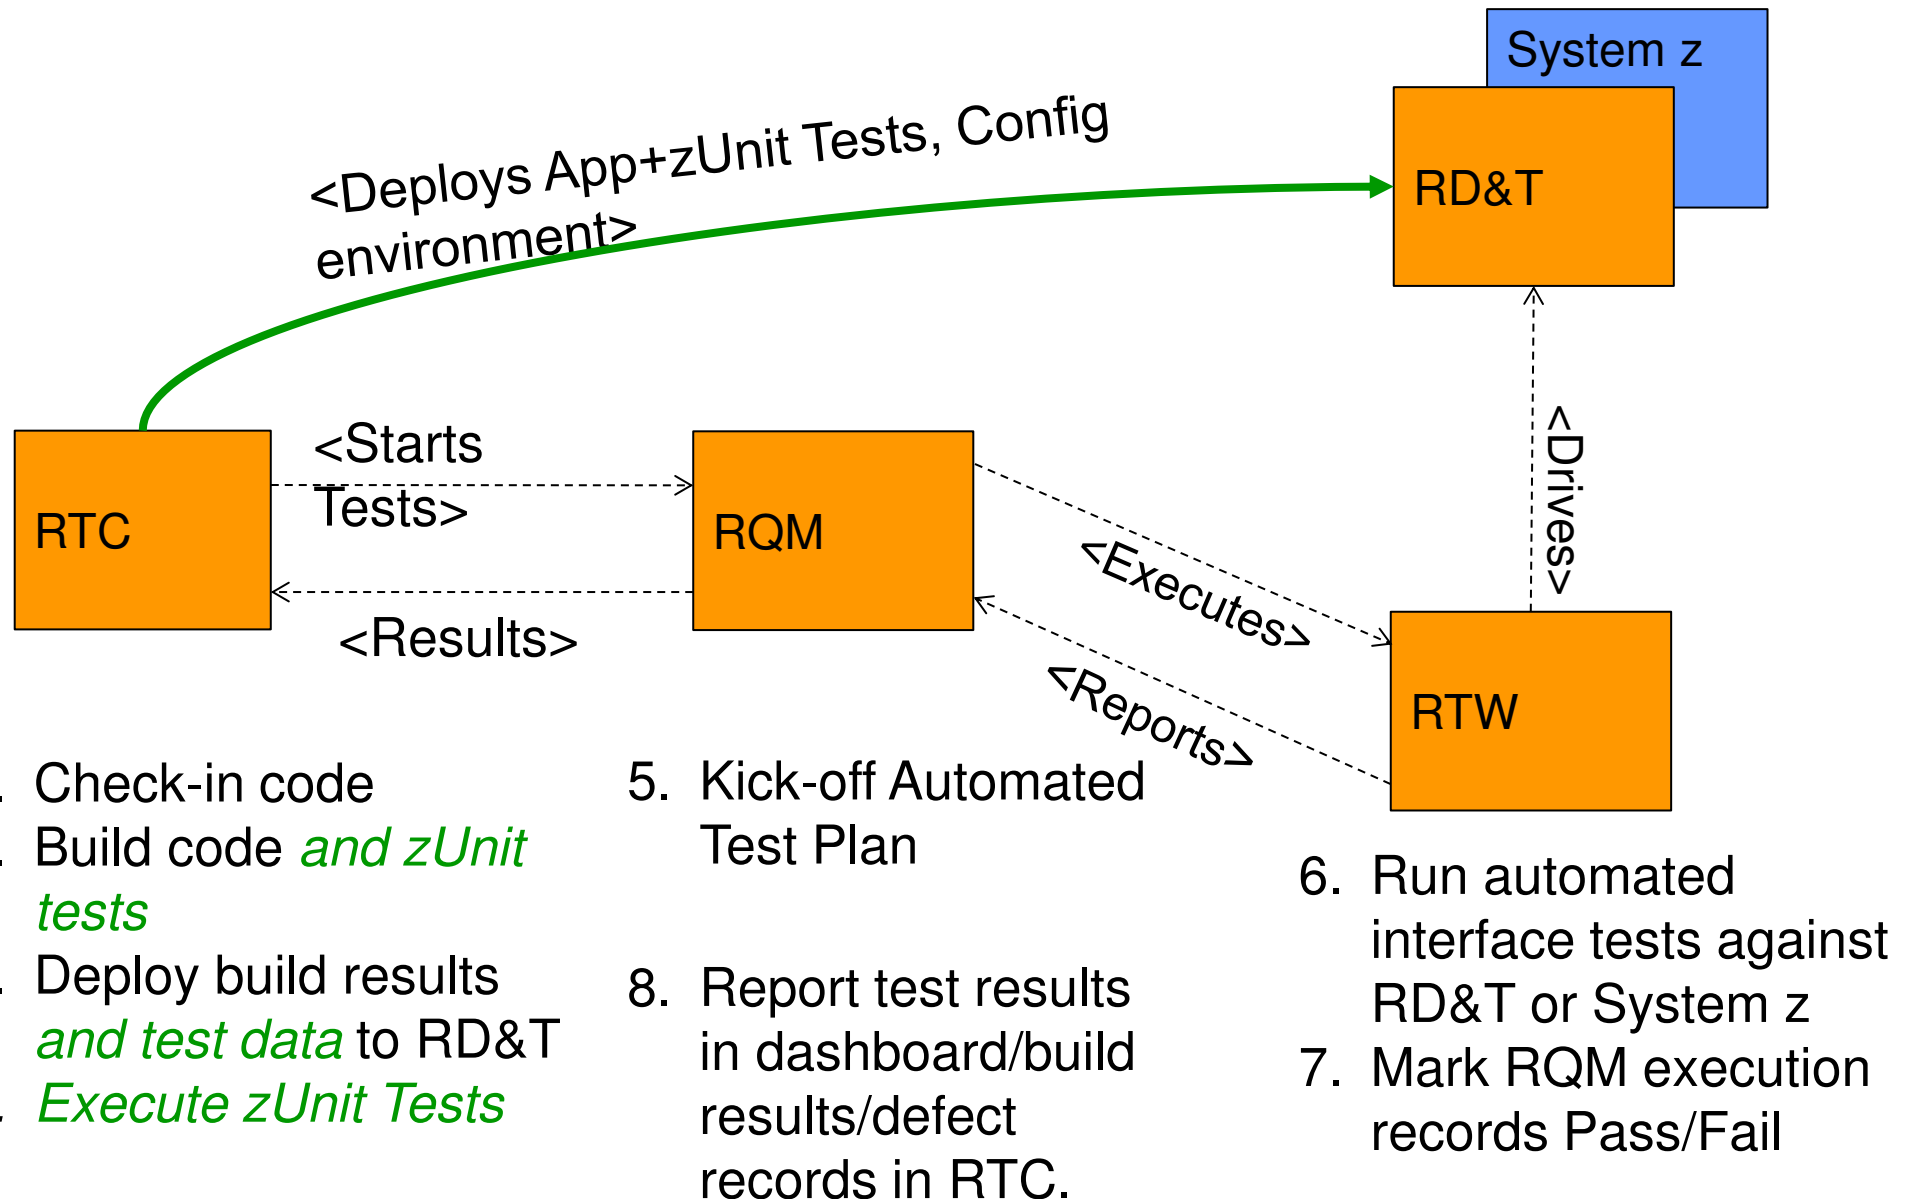 System z
<Deploys App+zUnit Tests, Config
environment>
RD&T
<Starts
Tests>
RTC
RQM
<Results>
<Executes>
<Reports>
<Drives>
RTW
. Check-in code
. Build code and zUnit
tests
. Deploy build results
and test data to RD&T
. Execute zUnit Tests
5. Kick-off Automated
Test Plan
8. Report test results
in dashboard/build
results/defect
records in RTC.
6. Run automated
interface tests against
RD&T or System z
7. Mark RQM execution
records Pass/Fail